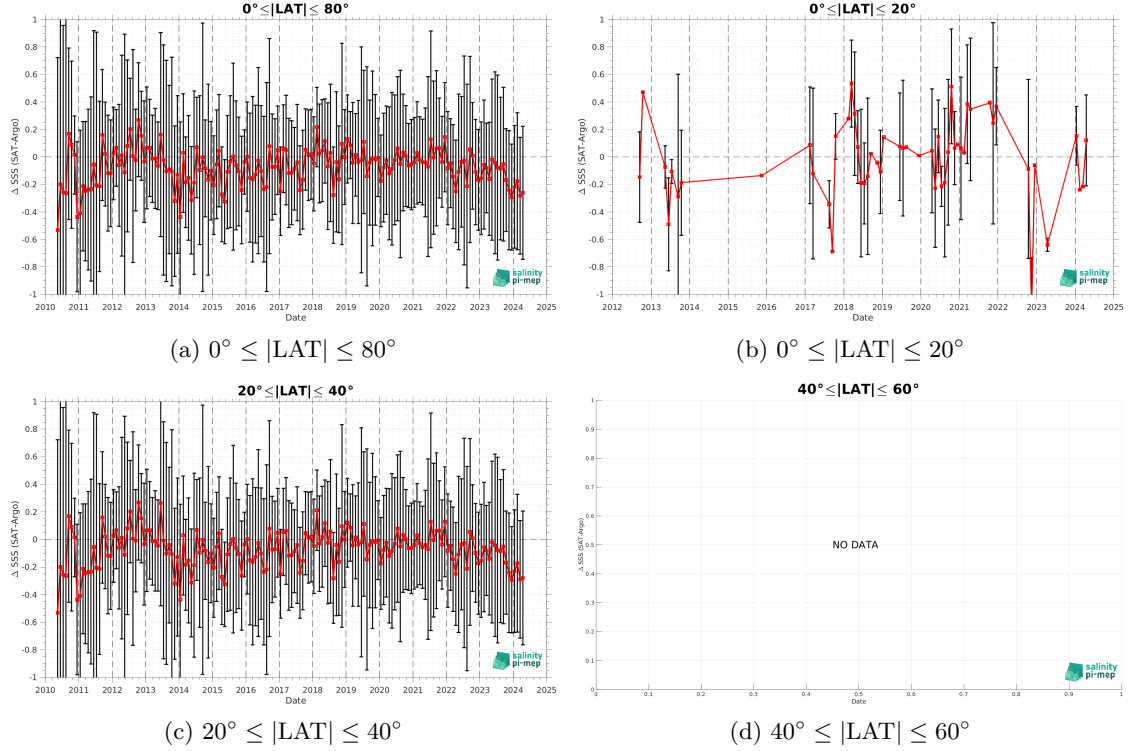 0°≤|LAT|≤ 80°
Δ SSS (SAT-Argo)
1
0.8
0.6
0.4
0.2
0
-0.2
-0.4
-0.6
-0.8
-1
2010 2011 2012 2013 2014 2015 2016 2017 2018 2019 2020 2021 2022 2023 2024 2025
Date
salinity
pi-mep
(a) 0° ≤ |LAT| ≤ 80°
0°≤|LAT|≤ 20°
Δ SSS (SAT-Argo)
1
0.8
0.6
0.4
0.2
0
-0.2
-0.4
-0.6
-0.8
-1
2012 2013 2014 2015 2016 2017 2018 2019 2020 2021 2022 2023 2024 2025
Date
salinity
pi-mep
(b) 0° ≤ |LAT| ≤ 20°
20°≤|LAT|≤ 40°
Δ SSS (SAT-Argo)
1
0.8
0.6
0.4
0.2
0
-0.2
-0.4
-0.6
-0.8
-1
2010 2011 2012 2013 2014 2015 2016 2017 2018 2019 2020 2021 2022 2023 2024 2025
Date
salinity
pi-mep
(c) 20° ≤ |LAT| ≤ 40°
40°≤|LAT|≤ 60°
Δ SSS (SAT-Argo)
1
0.9
0.8
0.7
0.6
0.5
0.4
0.3
0.2
0.1
0
NO DATA
0 0.1 0.2 0.3 0.4 0.5 0.6 0.7 0.8 0.9 1
Date
salinity
pi-mep
(d) 40° ≤ |LAT| ≤ 60°